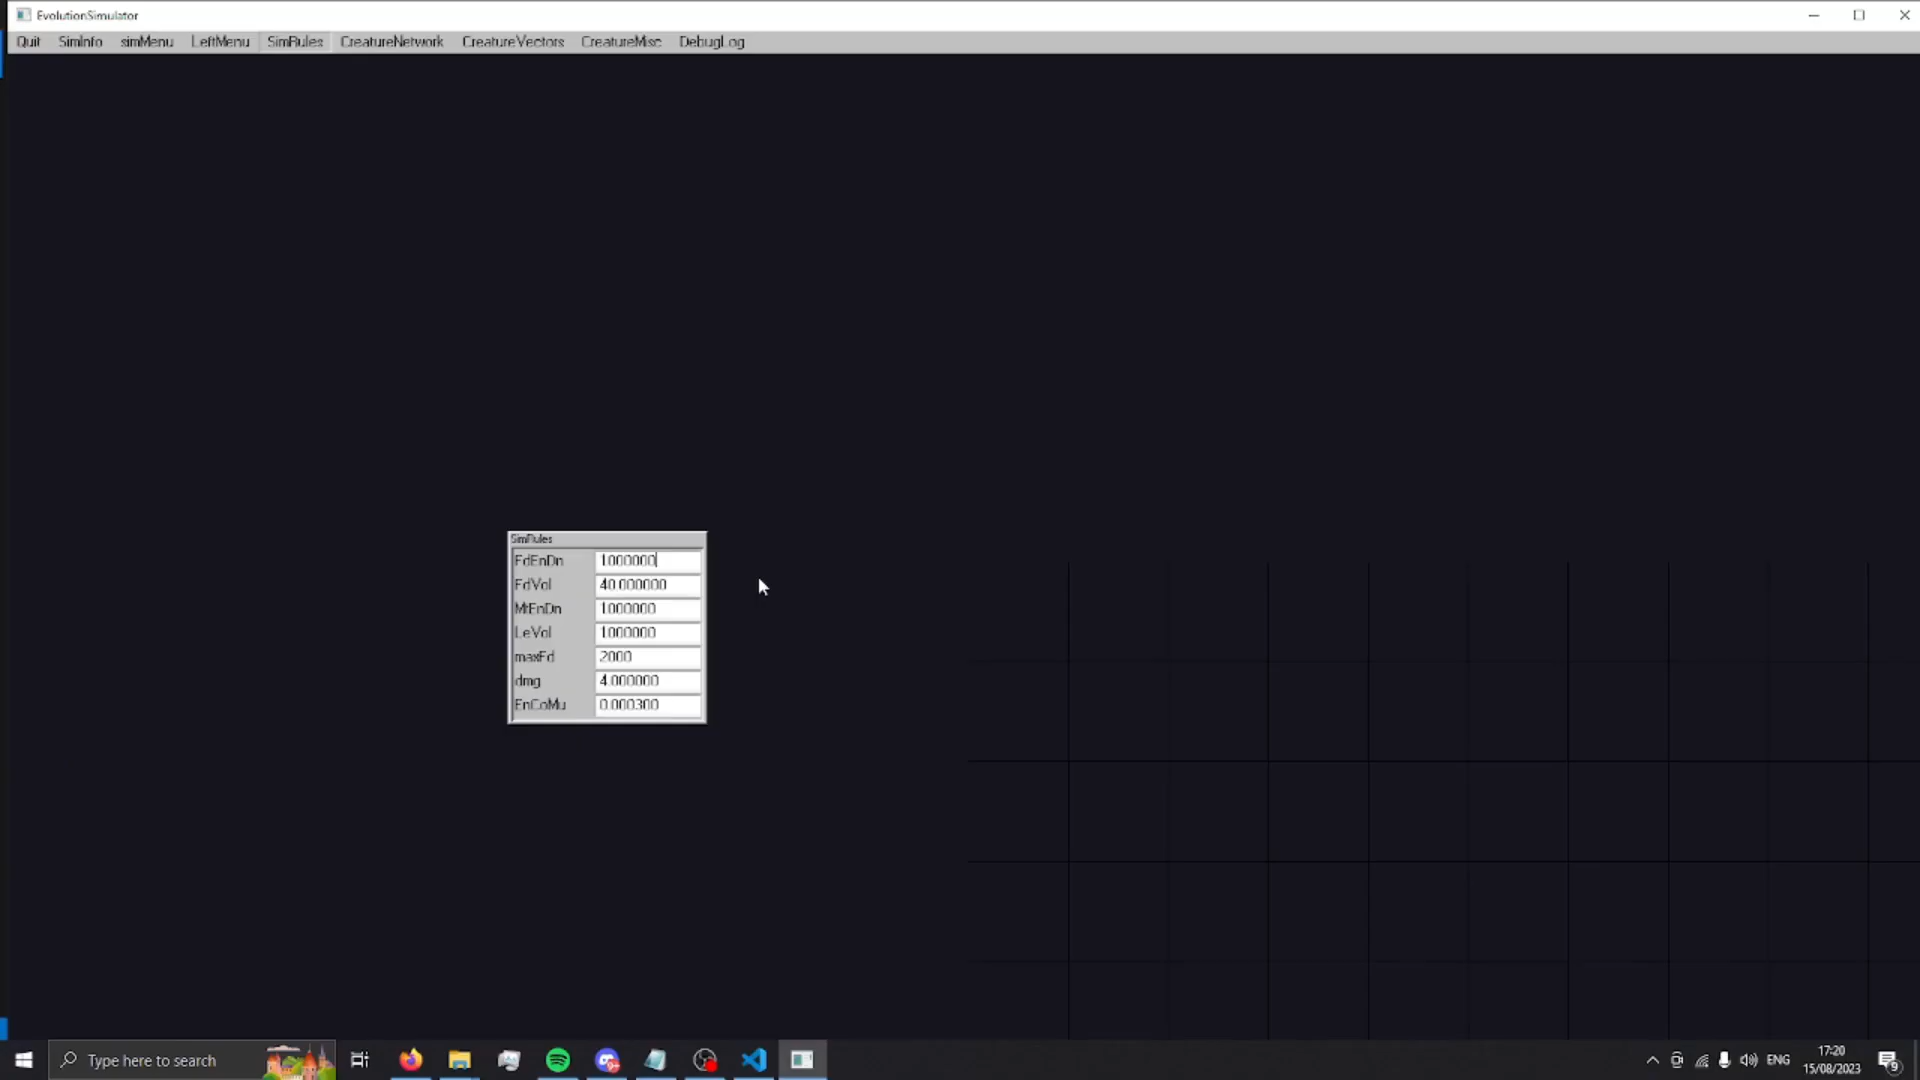 EvolutionSimulator
Quit SimInfo simMenu LeftMenu SimRules CreatureNetwork CreatureVectors CreatureMisc DebugLog
SimRules
FdEnDn 1000000
FdVol 40.000000
MtEnDn 1000000
LeVol 1000000
maxFd 2000
dmg 4.000000
EnCoMu 0.000300
Type here to search
ENG
17:20
15/08/2023
9